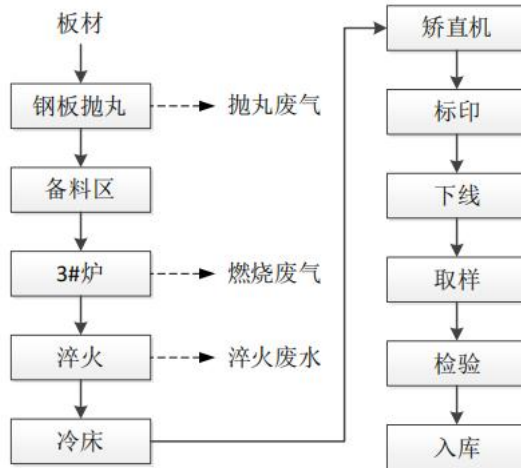 板材
钢板抛丸
抛丸废气
备料区
3#炉
燃烧废气
淬火
淬火废水
冷床
矫直机
标印
下线
取样
检验
入库